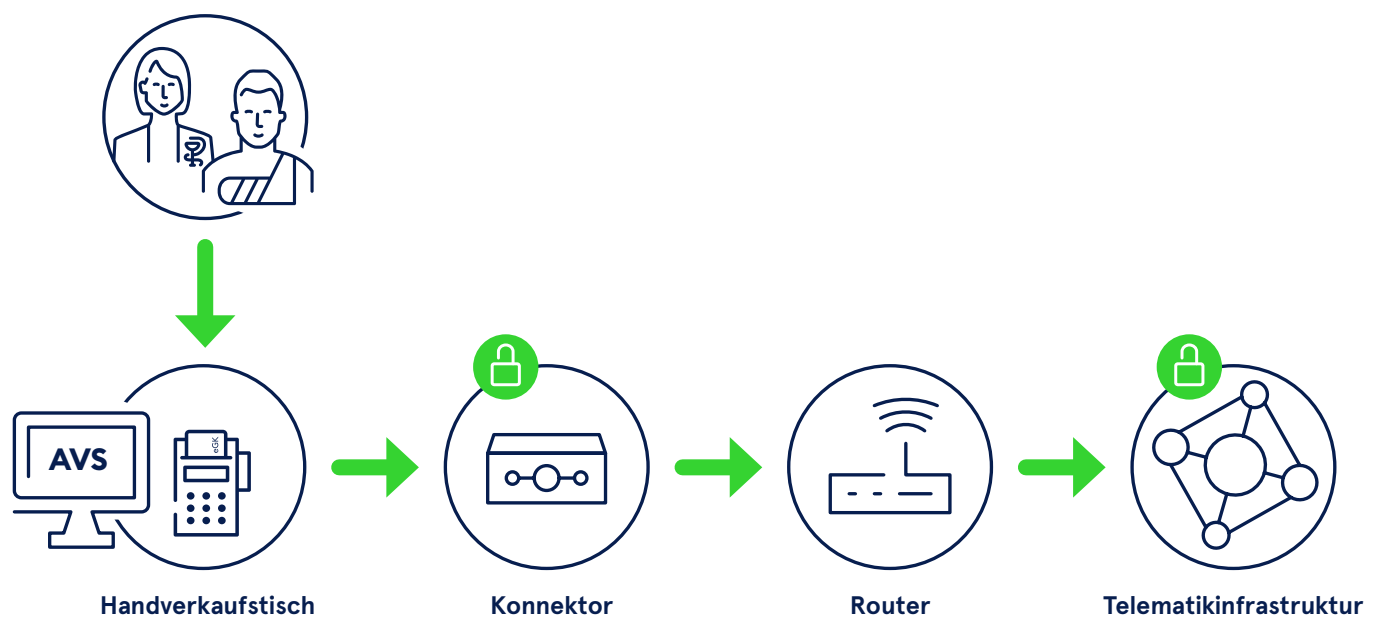 AVS
eGK
Handverkaufstisch
Konnektor
Router
Telematikinfrastruktur